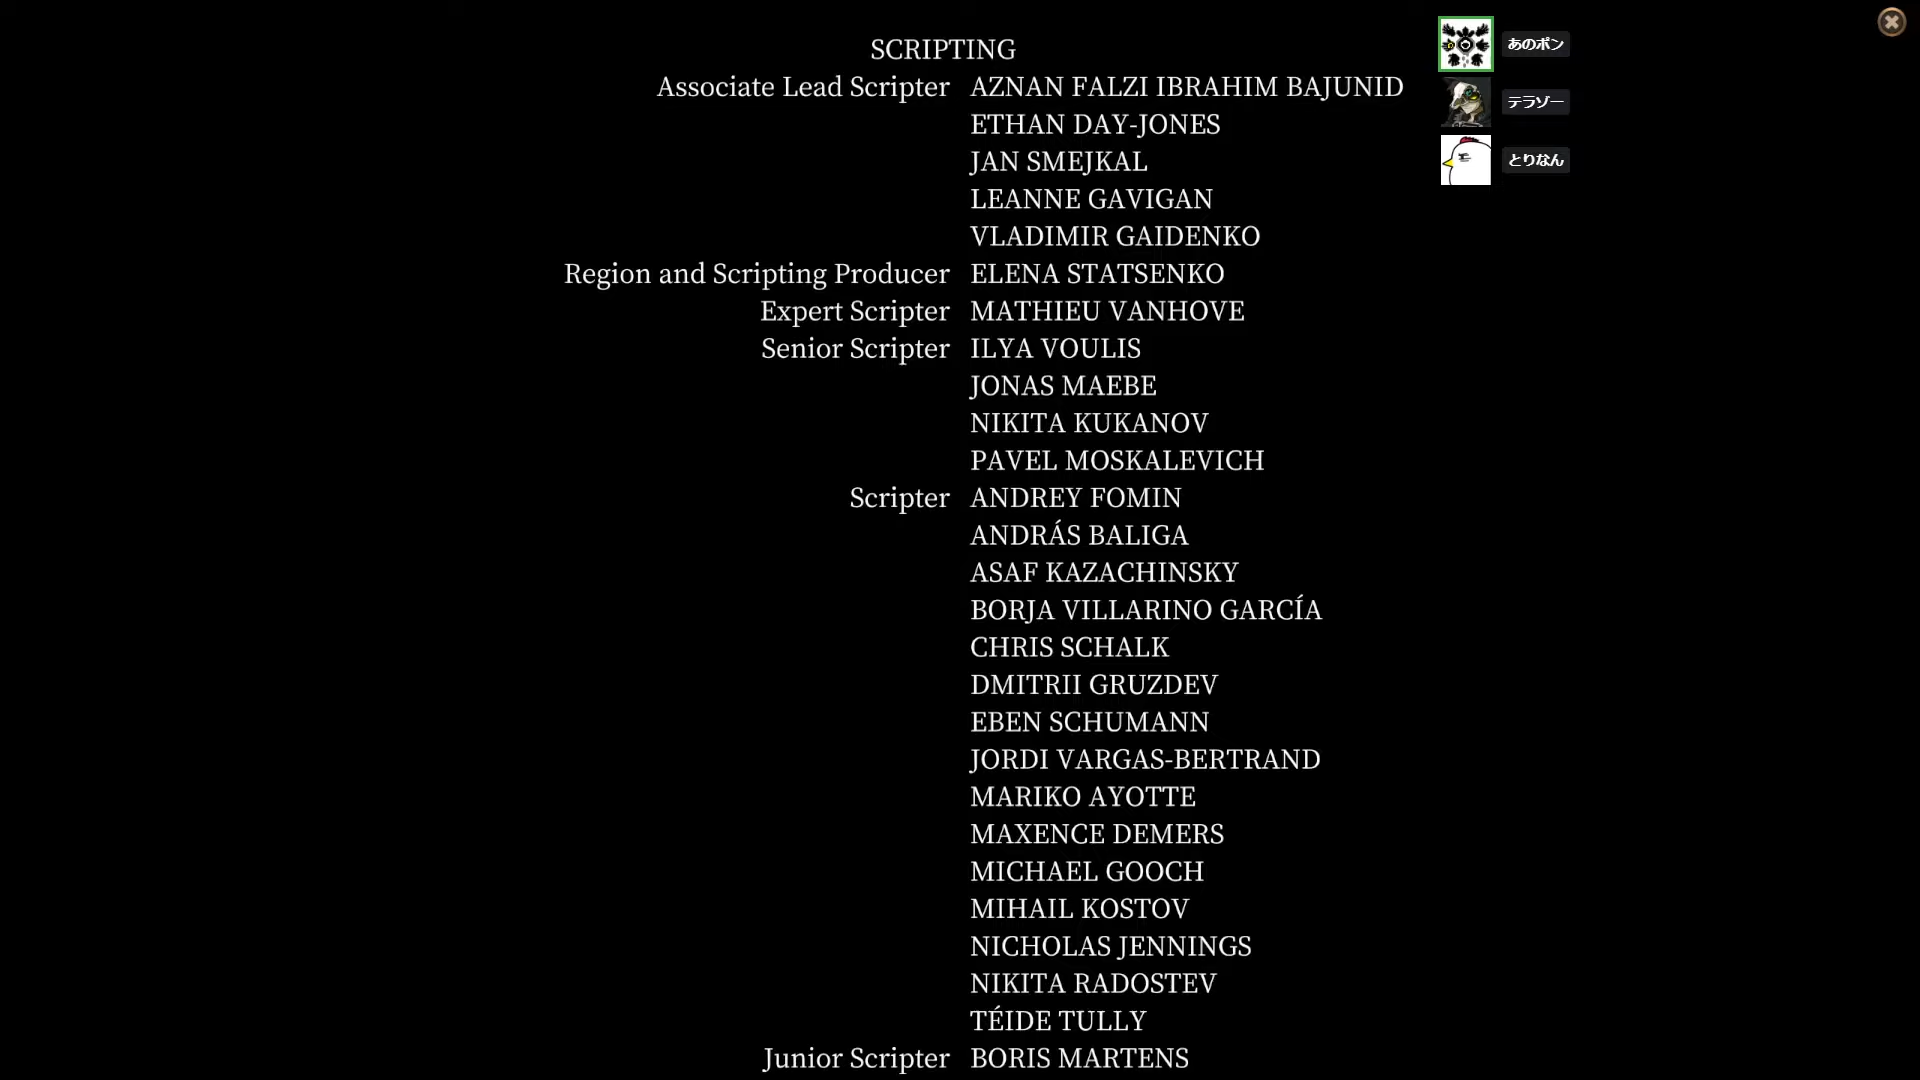 SCRIPTING
Associate Lead Scripter AZNAN FALZI IBRAHIM BAJUNID
ETHAN DAY-JONES
JAN SMEJKAL
LEANNE GAVIGAN
VLADIMIR GAIDENKO
Region and Scripting Producer ELENA STATSENKO
Expert Scripter MATHIEU VANHOVE
Senior Scripter ILYA VOULIS
JONAS MAEBE
NIKITA KUKANOV
PAVEL MOSKALEVICH
Scripter ANDREY FOMIN
ANDRÁS BALIGA
ASAF KAZACHINSKY
BORJA VILLARINO GARCÍA
CHRIS SCHALK
DMITRII GRUZDEV
EBEN SCHUMANN
JORDI VARGAS-BERTRAND
MARIKO AYOTTE
MAXENCE DEMERS
MICHAEL GOOCH
MIHAIL KOSTOV
NICHOLAS JENNINGS
NIKITA RADOSTEV
TÉIDE TULLY
Junior Scripter BORIS MARTENS
あのポン
テラゾー
とりなん